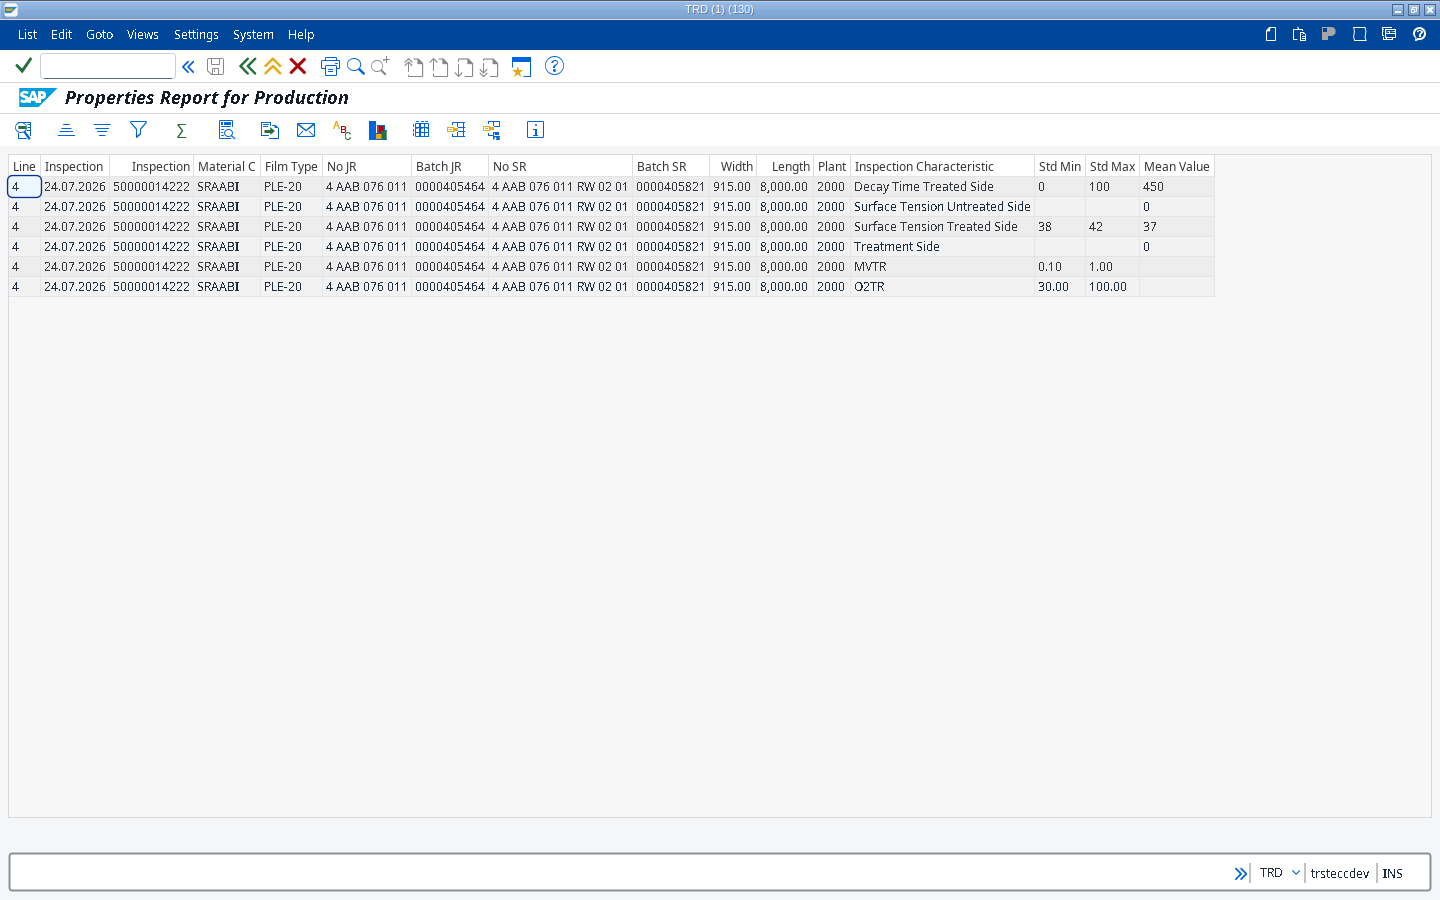 TRD (1) (130)
List Edit Goto Views Settings System Help
SAP Properties Report for Production
Line Inspection Inspection Material C Film Type No JR Batch JR No SR Batch SR Width Length Plant Inspection Characteristic Std Min Std Max Mean Value
4 24.07.2026 50000014222 SRAABI PLE-20 4 AAB 076 011 0000405464 4 AAB 076 011 RW 02 01 0000405821 915.00 8,000.00 2000 Decay Time Treated Side 0 100 450
4 24.07.2026 50000014222 SRAABI PLE-20 4 AAB 076 011 0000405464 4 AAB 076 011 RW 02 01 0000405821 915.00 8,000.00 2000 Surface Tension Untreated Side 0
4 24.07.2026 50000014222 SRAABI PLE-20 4 AAB 076 011 0000405464 4 AAB 076 011 RW 02 01 0000405821 915.00 8,000.00 2000 Surface Tension Treated Side 38 42 37
4 24.07.2026 50000014222 SRAABI PLE-20 4 AAB 076 011 0000405464 4 AAB 076 011 RW 02 01 0000405821 915.00 8,000.00 2000 Treatment Side 0
4 24.07.2026 50000014222 SRAABI PLE-20 4 AAB 076 011 0000405464 4 AAB 076 011 RW 02 01 0000405821 915.00 8,000.00 2000 MVTR 0.10 1.00
4 24.07.2026 50000014222 SRAABI PLE-20 4 AAB 076 011 0000405464 4 AAB 076 011 RW 02 01 0000405821 915.00 8,000.00 2000 O2TR 30.00 100.00
TRD trsteccdev INS